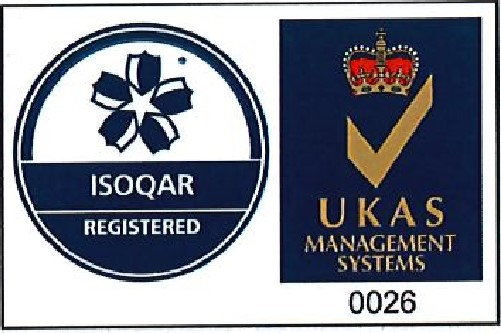 ISOQAR
REGISTERED
UKAS
MANAGEMENT
SYSTEMS
0026